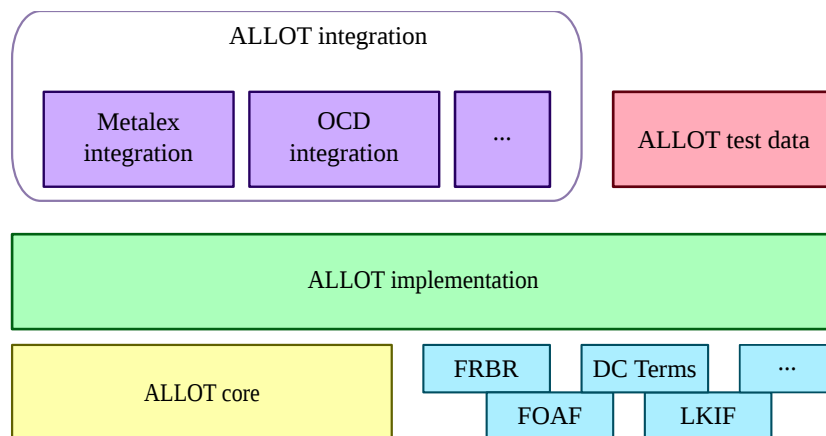 ALLOT integration
Metalex
integration
OCD
integration
...
ALLOT test data
ALLOT implementation
ALLOT core
FRBR
DC Terms
...
FOAF
LKIF